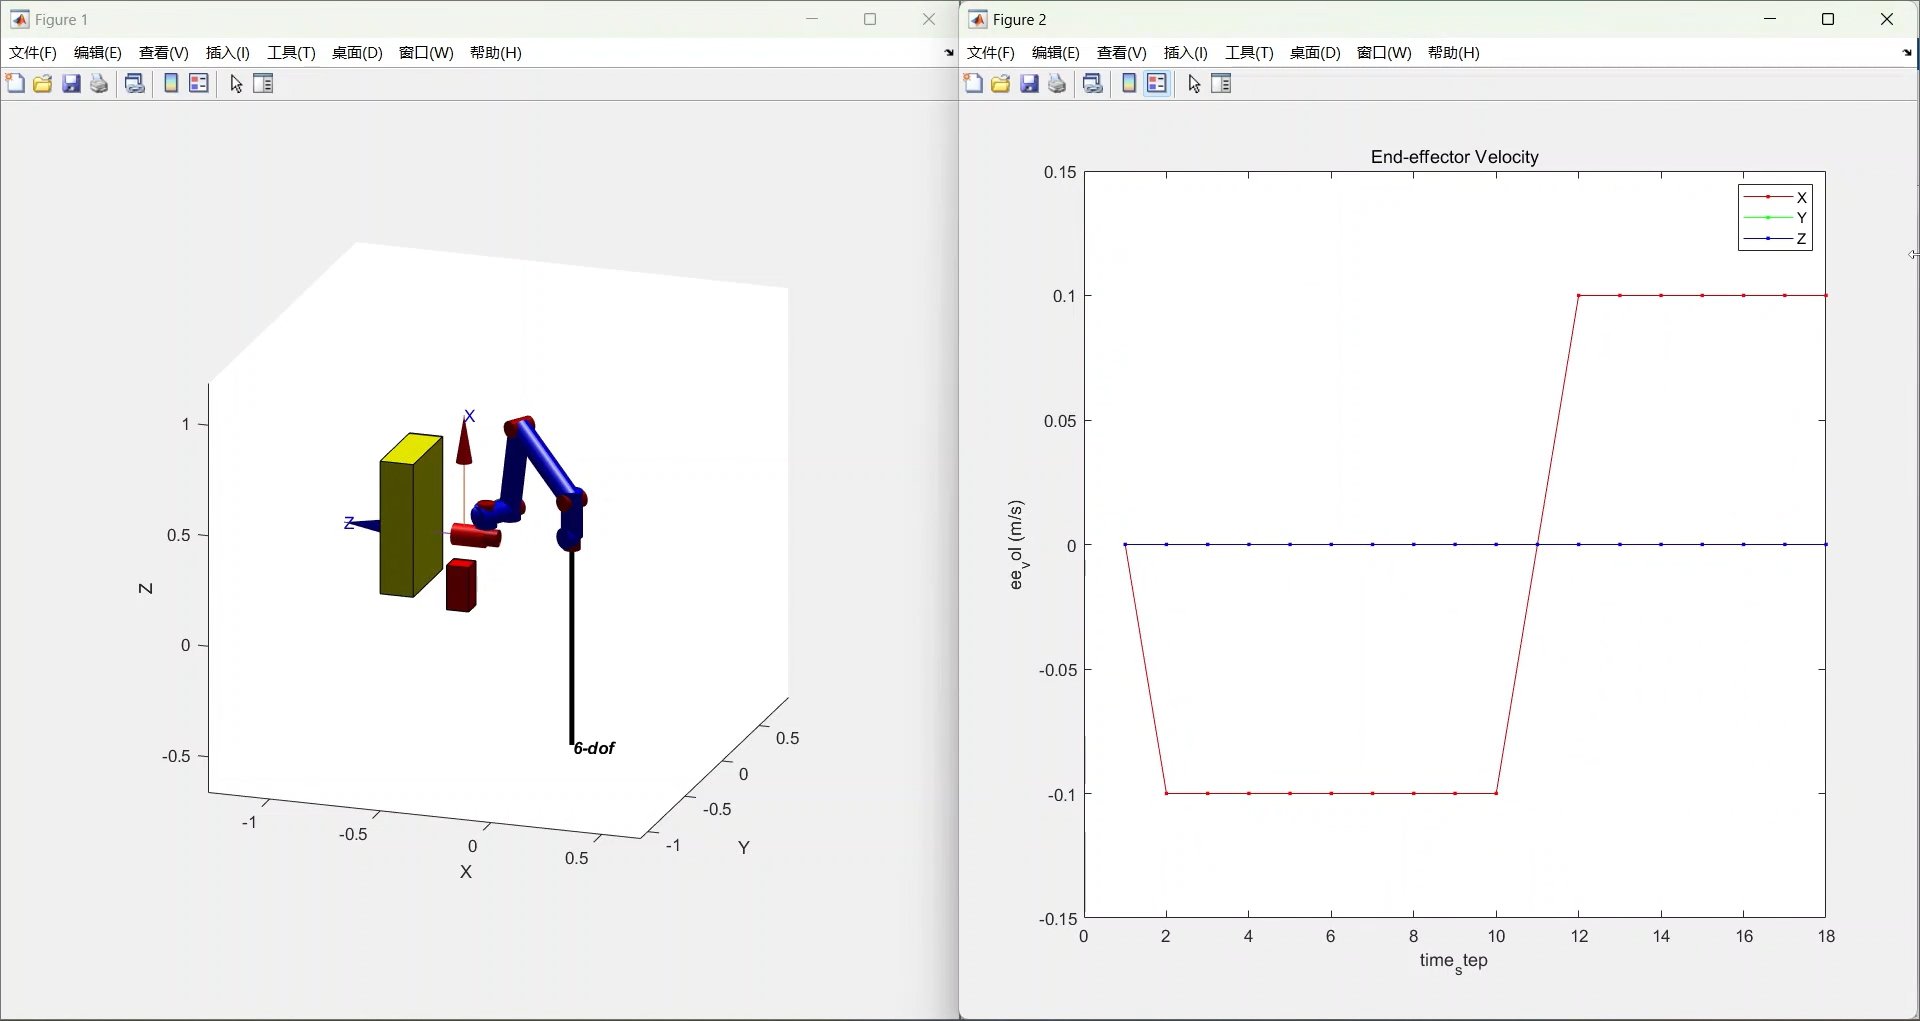 Figure 1
文件(F) 编辑(E) 查看(V) 插入(I) 工具(T) 桌面(D) 窗口(W) 帮助(H)
X
Z
1
0.5
0
-0.5
Z
-1
-0.5
0
0.5
X
-1
-0.5
0
0.5
Y
6-dof
Figure 2
文件(F) 编辑(E) 查看(V) 插入(I) 工具(T) 桌面(D) 窗口(W) 帮助(H)
End-effector Velocity
X
Y
Z
0.15
0.1
0.05
0
-0.05
-0.1
-0.15
ee_vol (m/s)
0 2 4 6 8 10 12 14 16 18
time_step